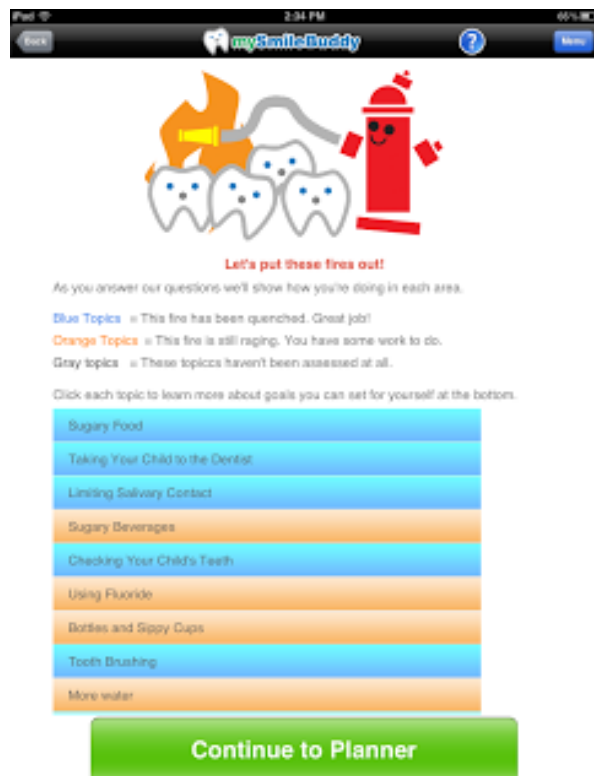 iPad 2:34 PM 66%
Back mySmileBuddy ? Menu
Let's put these fires out!
As you answer our questions we'll show how you're doing in each area.
Blue Topics = This fire has been quenched. Great job!
Orange Topics = This fire is still raging. You have some work to do.
Gray topics = These topiccs haven't been assessed at all.
Click each topic to learn more about goals you can set for yourself at the bottom.
Sugary Food
Taking Your Child to the Dentist
Limiting Salivary Contact
Sugary Beverages
Checking Your Child's Teeth
Using Fluoride
Bottles and Sippy Cups
Tooth Brushing
More water
Continue to Planner